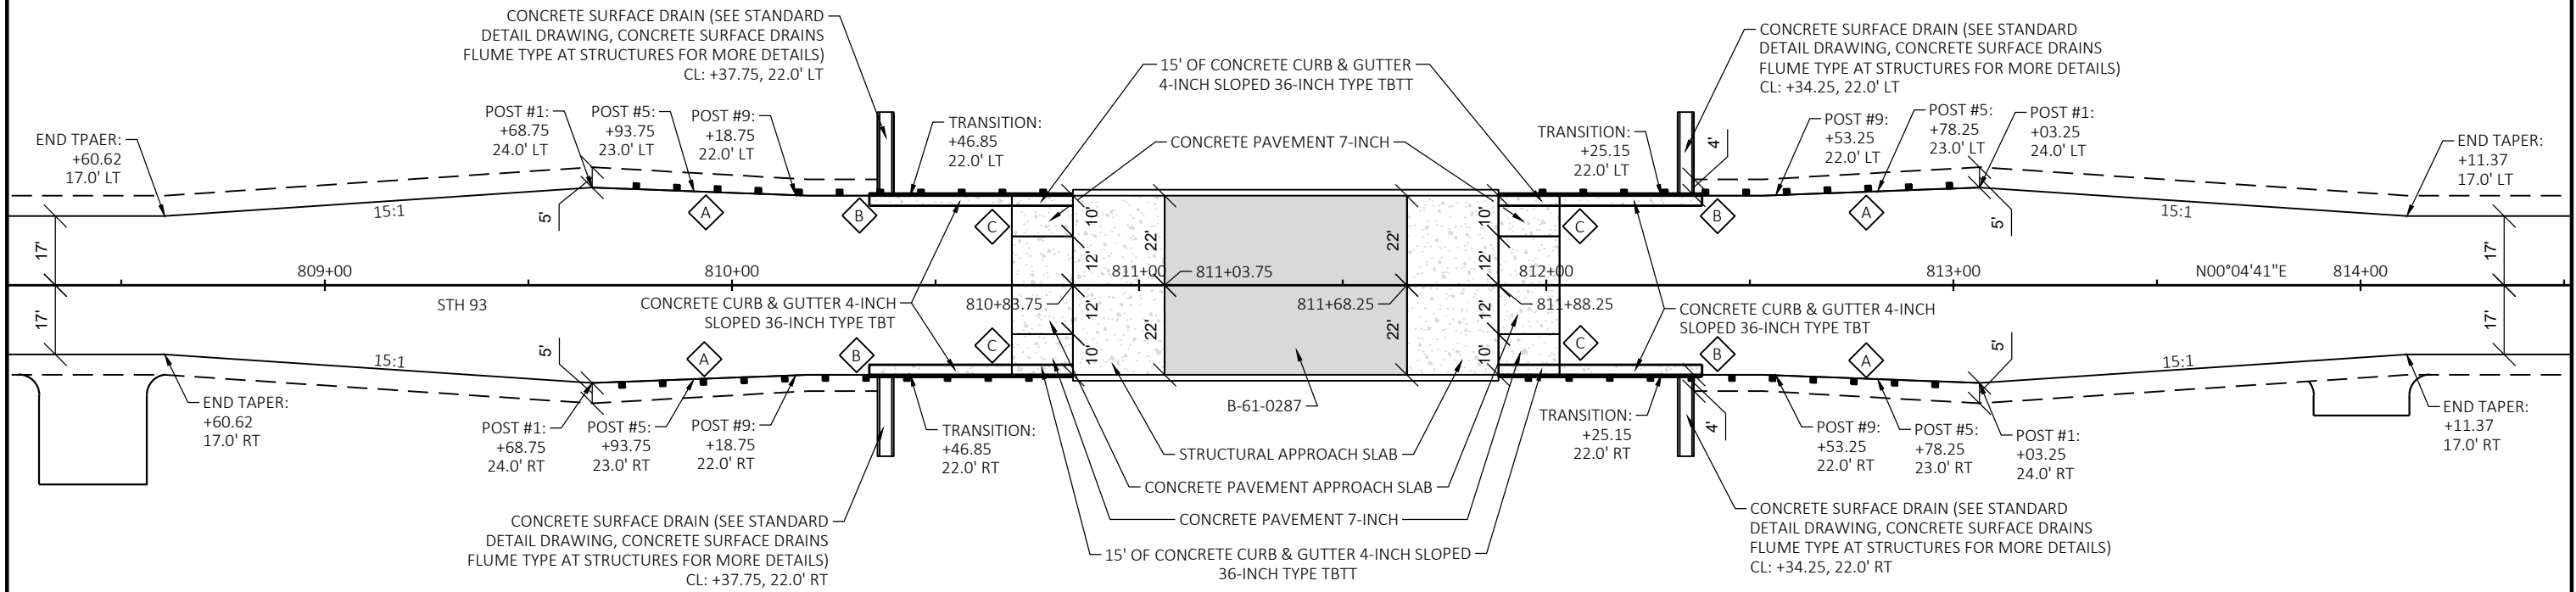 CONCRETE SURFACE DRAIN (SEE STANDARD
DETAIL DRAWING, CONCRETE SURFACE DRAINS
FLUME TYPE AT STRUCTURES FOR MORE DETAILS)
CL: +37.75, 22.0' LT
15' OF CONCRETE CURB & GUTTER
4-INCH SLOPED 36-INCH TYPE TBTT
CONCRETE SURFACE DRAIN (SEE STANDARD
DETAIL DRAWING, CONCRETE SURFACE DRAINS
FLUME TYPE AT STRUCTURES FOR MORE DETAILS)
CL: +34.25, 22.0' LT
END TPAER:
+60.62
17.0' LT
POST #1:
+68.75
24.0' LT
POST #5:
+93.75
23.0' LT
POST #9:
+18.75
22.0' LT
TRANSITION:
+46.85
22.0' LT
CONCRETE PAVEMENT 7-INCH
TRANSITION:
+25.15
22.0' LT
4'
POST #9:
+53.25
22.0' LT
POST #5:
+78.25
23.0' LT
POST #1:
+03.25
24.0' LT
END TAPER:
+11.37
17.0' LT
15:1
5'
A
B
C
10'
22'
22'
10'
C
B
A
5'
15:1
17'
12'
12'
17'
809+00
810+00
811+00
811+03.75
812+00
813+00
N00°04'41"E
814+00
STH 93
CONCRETE CURB & GUTTER 4-INCH
SLOPED 36-INCH TYPE TBT
810+83.75
811+68.25
811+88.25
CONCRETE CURB & GUTTER 4-INCH
SLOPED 36-INCH TYPE TBT
17'
12'
22'
22'
12'
17'
15:1
5'
A
B
C
10'
10'
C
B
A
5'
15:1
END TAPER:
+60.62
17.0' RT
POST #1:
+68.75
24.0' RT
POST #5:
+93.75
23.0' RT
POST #9:
+18.75
22.0' RT
TRANSITION:
+46.85
22.0' RT
B-61-0287
TRANSITION:
+25.15
22.0' RT
4'
POST #9:
+53.25
22.0' RT
POST #5:
+78.25
23.0' RT
POST #1:
+03.25
24.0' RT
END TAPER:
+11.37
17.0' RT
STRUCTURAL APPROACH SLAB
CONCRETE PAVEMENT APPROACH SLAB
CONCRETE PAVEMENT 7-INCH
15' OF CONCRETE CURB & GUTTER 4-INCH SLOPED
36-INCH TYPE TBTT
CONCRETE SURFACE DRAIN (SEE STANDARD
DETAIL DRAWING, CONCRETE SURFACE DRAINS
FLUME TYPE AT STRUCTURES FOR MORE DETAILS)
CL: +37.75, 22.0' RT
CONCRETE SURFACE DRAIN (SEE STANDARD
DETAIL DRAWING, CONCRETE SURFACE DRAINS
FLUME TYPE AT STRUCTURES FOR MORE DETAILS)
CL: +34.25, 22.0' RT